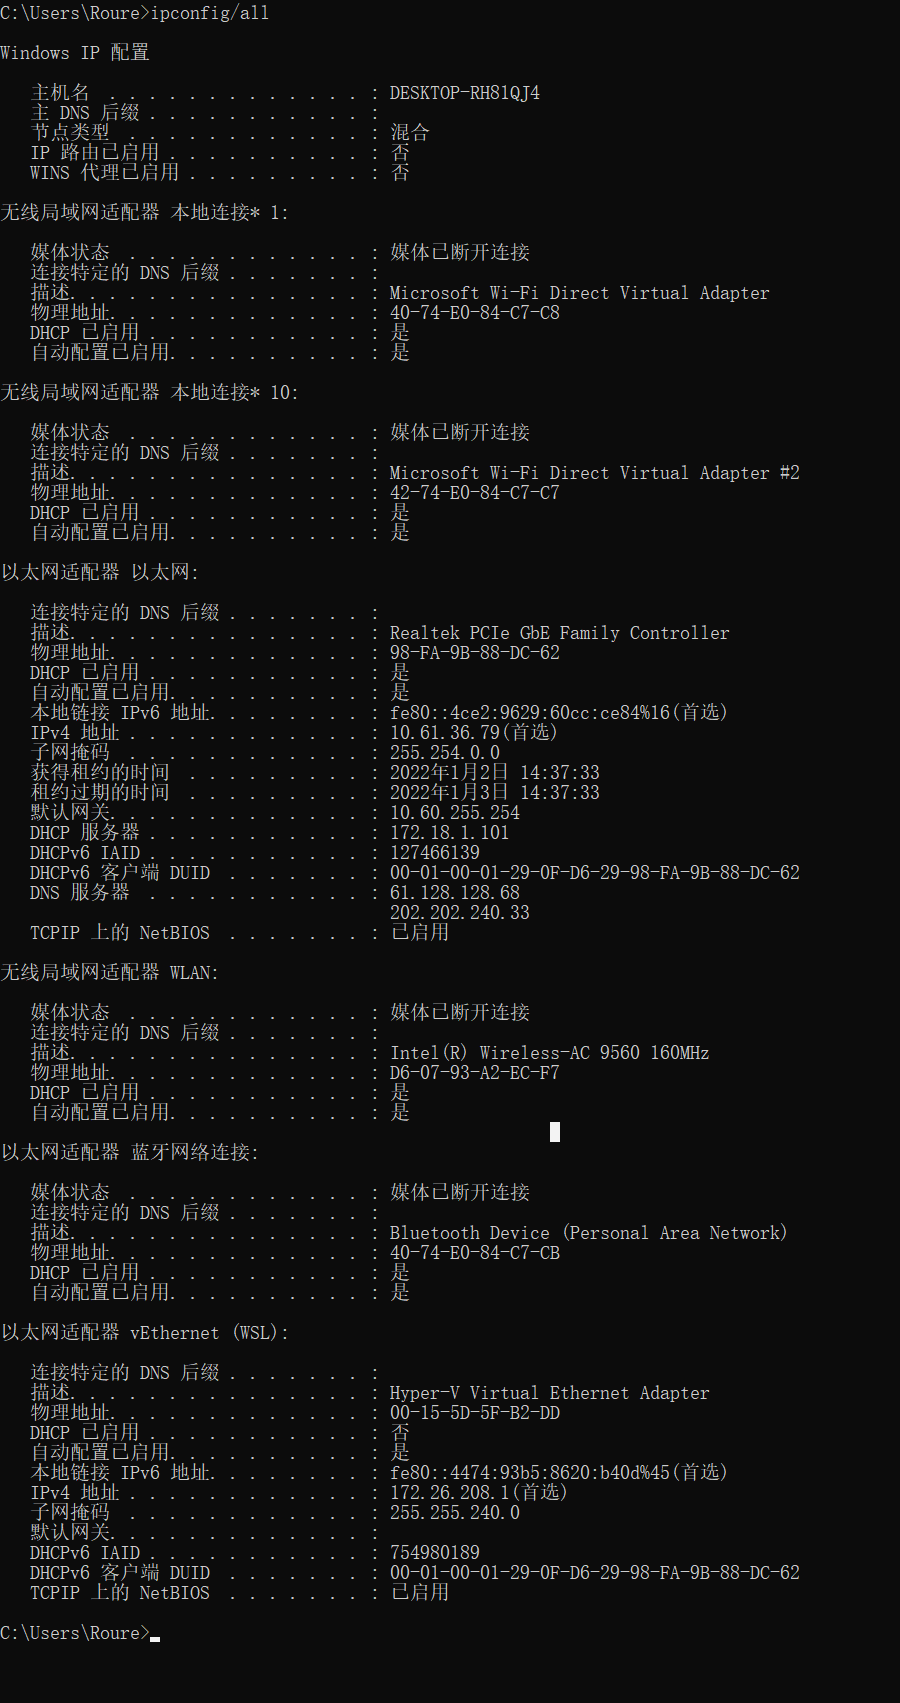 C:\Users\Roure>ipconfig/all
Windows IP 配置
主机名 . . . . . . . . . . . . . : DESKTOP-RH81QJ4
主 DNS 后缀 . . . . . . . . . . . :
节点类型 . . . . . . . . . . . . : 混合
IP 路由已启用 . . . . . . . . . . : 否
WINS 代理已启用 . . . . . . . . . : 否
无线局域网适配器 本地连接* 1:
媒体状态 . . . . . . . . . . . . : 媒体已断开连接
连接特定的 DNS 后缀 . . . . . . . :
描述. . . . . . . . . . . . . . . : Microsoft Wi-Fi Direct Virtual Adapter
物理地址. . . . . . . . . . . . . : 40-74-E0-84-C7-C8
DHCP 已启用 . . . . . . . . . . . : 是
自动配置已启用. . . . . . . . . . : 是
无线局域网适配器 本地连接* 10:
媒体状态 . . . . . . . . . . . . : 媒体已断开连接
连接特定的 DNS 后缀 . . . . . . . :
描述. . . . . . . . . . . . . . . : Microsoft Wi-Fi Direct Virtual Adapter #2
物理地址. . . . . . . . . . . . . : 42-74-E0-84-C7-C7
DHCP 已启用 . . . . . . . . . . . : 是
自动配置已启用. . . . . . . . . . : 是
以太网适配器 以太网:
连接特定的 DNS 后缀 . . . . . . . :
描述. . . . . . . . . . . . . . . : Realtek PCIe GbE Family Controller
物理地址. . . . . . . . . . . . . : 98-FA-9B-88-DC-62
DHCP 已启用 . . . . . . . . . . . : 是
自动配置已启用. . . . . . . . . . : 是
本地链接 IPv6 地址. . . . . . . . : fe80::4ce2:9629:60cc:ce84%16(首选)
IPv4 地址 . . . . . . . . . . . . : 10.61.36.79(首选)
子网掩码 . . . . . . . . . . . . : 255.254.0.0
获得租约的时间 . . . . . . . . . : 2022年1月2日 14:37:33
租约过期的时间 . . . . . . . . . : 2022年1月3日 14:37:33
默认网关. . . . . . . . . . . . . : 10.60.255.254
DHCP 服务器 . . . . . . . . . . . : 172.18.1.101
DHCPv6 IAID . . . . . . . . . . . : 127466139
DHCPv6 客户端 DUID . . . . . . . : 00-01-00-01-29-0F-D6-29-98-FA-9B-88-DC-62
DNS 服务器 . . . . . . . . . . . : 61.128.128.68
202.202.240.33
TCPIP 上的 NetBIOS . . . . . . . : 已启用
无线局域网适配器 WLAN:
媒体状态 . . . . . . . . . . . . : 媒体已断开连接
连接特定的 DNS 后缀 . . . . . . . :
描述. . . . . . . . . . . . . . . : Intel(R) Wireless-AC 9560 160MHz
物理地址. . . . . . . . . . . . . : D6-07-93-A2-EC-F7
DHCP 已启用 . . . . . . . . . . . : 是
自动配置已启用. . . . . . . . . . : 是
以太网适配器 蓝牙网络连接:
媒体状态 . . . . . . . . . . . . : 媒体已断开连接
连接特定的 DNS 后缀 . . . . . . . :
描述. . . . . . . . . . . . . . . : Bluetooth Device (Personal Area Network)
物理地址. . . . . . . . . . . . . : 40-74-E0-84-C7-CB
DHCP 已启用 . . . . . . . . . . . : 是
自动配置已启用. . . . . . . . . . : 是
以太网适配器 vEthernet (WSL):
连接特定的 DNS 后缀 . . . . . . . :
描述. . . . . . . . . . . . . . . : Hyper-V Virtual Ethernet Adapter
物理地址. . . . . . . . . . . . . : 00-15-5D-5F-B2-DD
DHCP 已启用 . . . . . . . . . . . : 否
自动配置已启用. . . . . . . . . . : 是
本地链接 IPv6 地址. . . . . . . . : fe80::4474:93b5:8620:b40d%45(首选)
IPv4 地址 . . . . . . . . . . . . : 172.26.208.1(首选)
子网掩码 . . . . . . . . . . . . : 255.255.240.0
默认网关. . . . . . . . . . . . . :
DHCPv6 IAID . . . . . . . . . . . : 754980189
DHCPv6 客户端 DUID . . . . . . . : 00-01-00-01-29-0F-D6-29-98-FA-9B-88-DC-62
TCPIP 上的 NetBIOS . . . . . . . : 已启用
C:\Users\Roure>